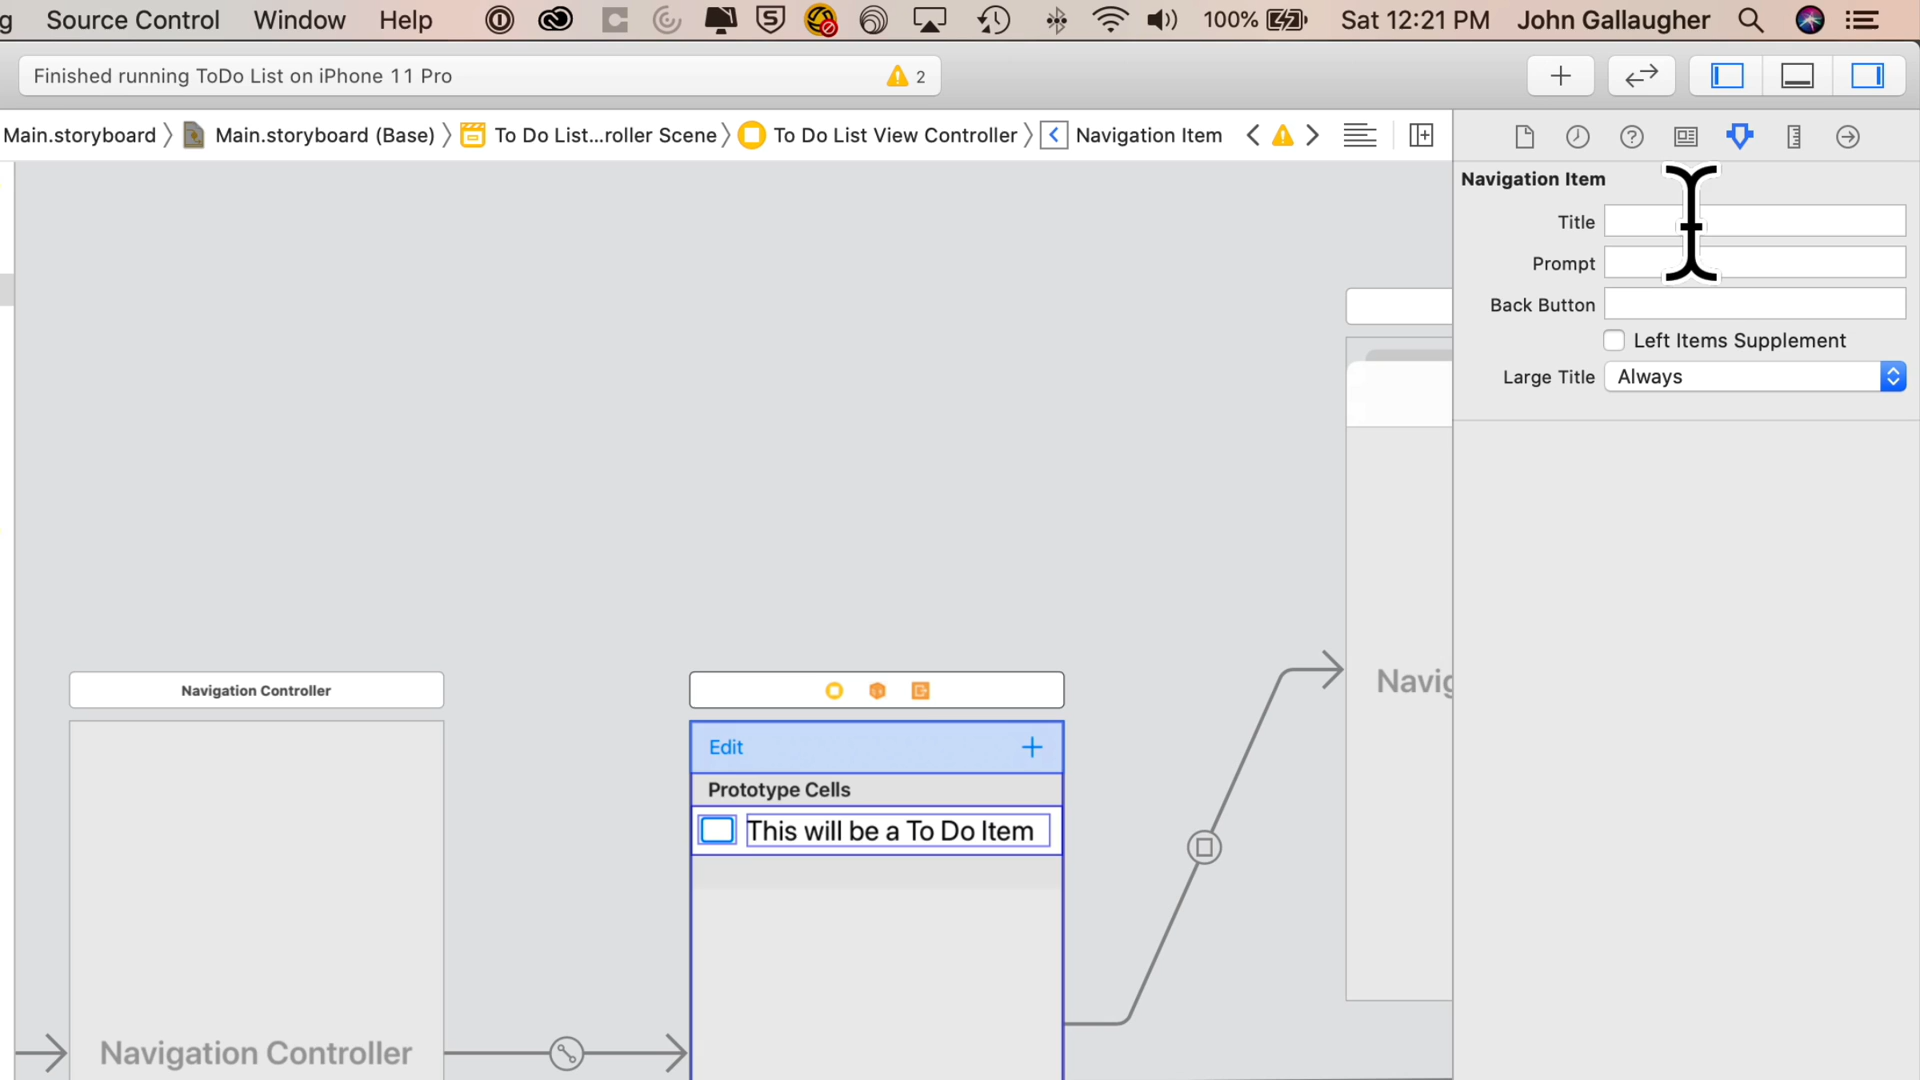 g Source Control Window Help 100% Sat 12:21 PM John Gallaugher
Finished running ToDo List on iPhone 11 Pro 2
Main.storyboard Main.storyboard (Base) To Do List...roller Scene To Do List View Controller Navigation Item
Navigation Item
Title
Prompt
Back Button
Left Items Supplement
Large Title Always
Navigation Controller
Edit +
Prototype Cells
This will be a To Do Item
Navig
Navigation Controller